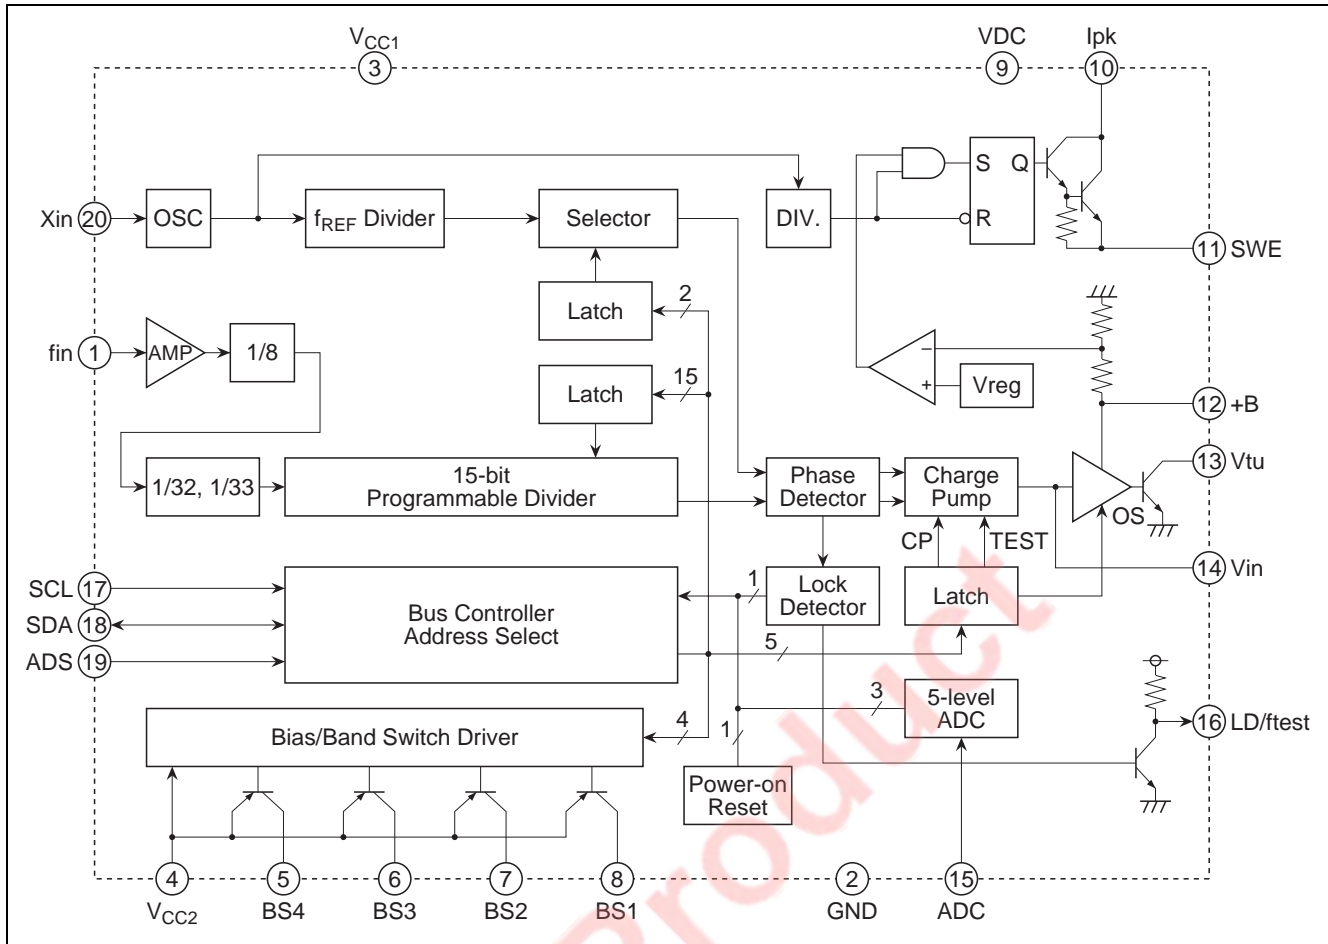 VCC1
3
VDC
9
Ipk
10
Xin 20
OSC
fREF Divider
Selector
DIV.
S Q
R
11 SWE
Latch
2
fin 1
AMP
1/8
Latch
15
−
+
Vreg
12 +B
13 Vtu
1/32, 1/33
15-bit
Programmable Divider
Phase
Detector
Charge
Pump
OS
CP
TEST
14 Vin
SCL 17
SDA 18
ADS 19
Bus Controller
Address Select
1
Lock
Detector
Latch
5
3
5-level
ADC
16 LD/ftest
Bias/Band Switch Driver
4
1
Power-on
Reset
4
VCC2
5
BS4
6
BS3
7
BS2
8
BS1
2
GND
15
ADC
Product